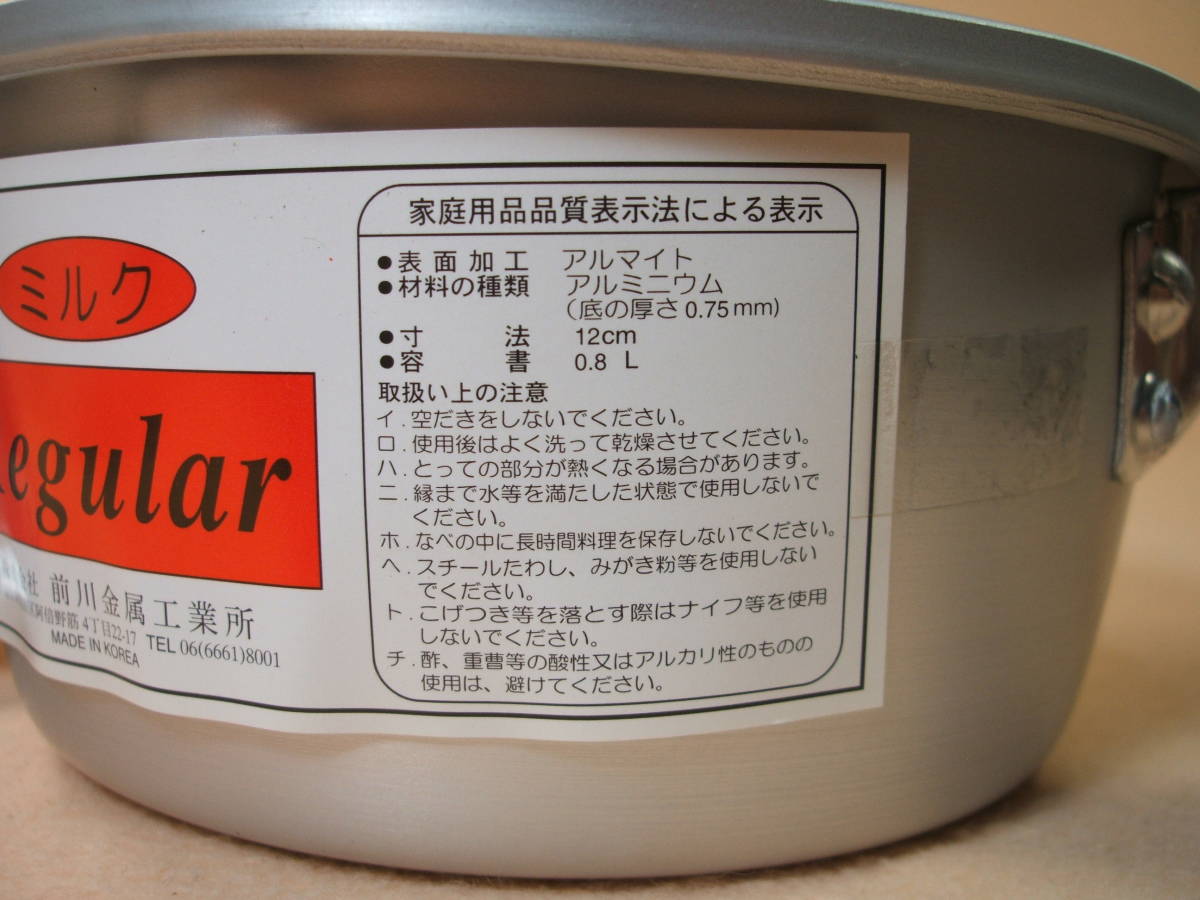 ミルク
egular
前川金属工業所
阿倍野筋4丁目22-17 TEL 06(6661)8001
MADE IN KOREA
家庭用品品質表示法による表示
●表面加工 アルマイト
●材料の種類 アルミニウム
(底の厚さ0.75mm)
●寸法 12cm
●容書 0.8 L
取扱い上の注意
イ.空だきをしないでください。
ロ.使用後はよく洗って乾燥させてください。
ハ.とっての部分が熱くなる場合があります。
ニ.縁まで水等を満たした状態で使用しないで
ください。
ホ.なべの中に長時間料理を保存しないでください。
ヘ.スチールたわし、みがき粉等を使用しない
でください。
ト.こげつき等を落とす際はナイフ等を使用
しないでください。
チ.酢、重曹等の酸性又はアルカリ性のものの
使用は、避けてください。